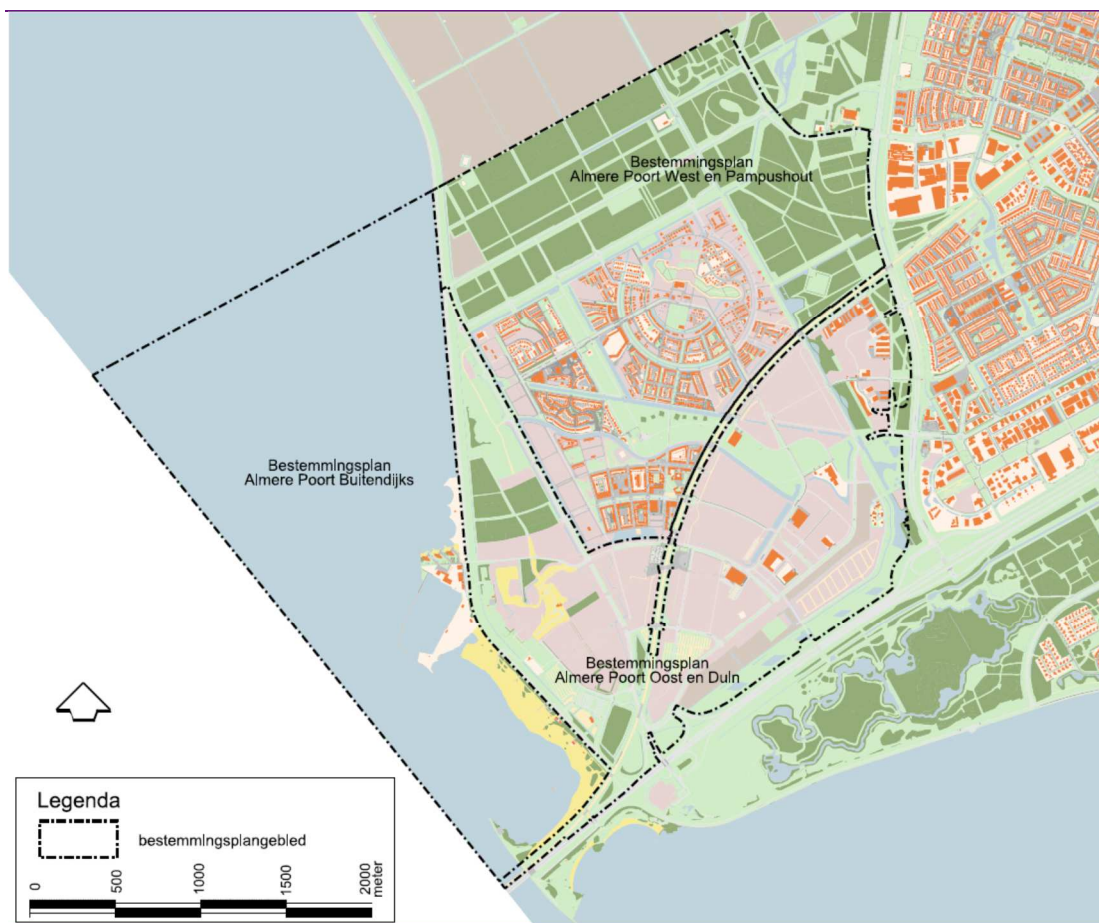 Bestemmingsplan
Almere Poort West en Pampushout
Bestemmingsplan
Almere Poort Buitendijks
Bestemmingsplan
Almere Poort Oost en Duin
Legenda
bestemmingsplangebied
0
500
1000
1500
2000
meter